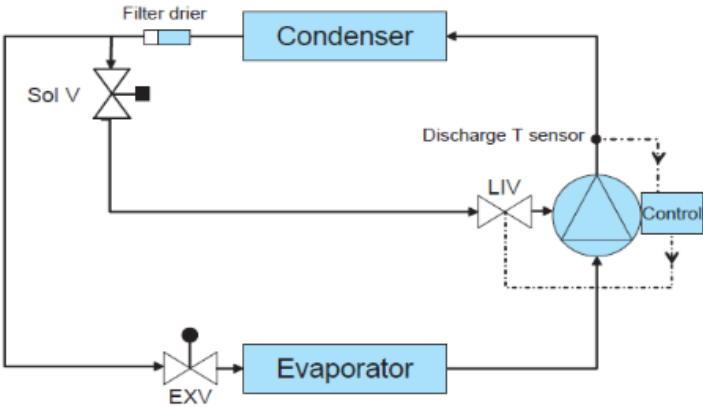 Filter drier
Condenser
Sol V
Discharge T sensor
LIV
Control
EXV
Evaporator